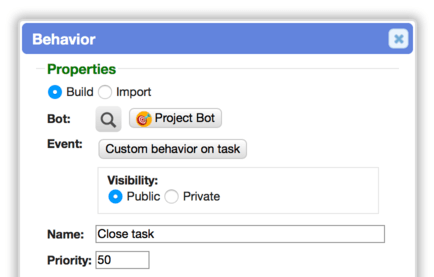 Behavior
Properties
Build Import
Bot: Project Bot
Event: Custom behavior on task
Visibility:
Public Private
Name: Close task
Priority: 50